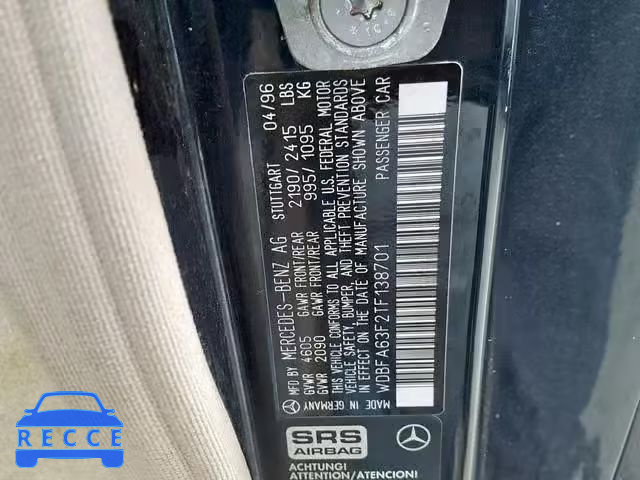 MFD BY MERCEDES-BENZ AG STUTTGART 04/96
GVWR 4605 GAWR FRONT/REAR 2190/2415 LBS
GVWR 2090 GAWR FRONT/REAR 995/1095 KG
THIS VEHICLE CONFORMS TO ALL APPLICABLE U.S. FEDERAL MOTOR
VEHICLE SAFETY, BUMPER, AND THEFT PREVENTION STANDARDS
IN EFFECT ON THE DATE OF MANUFACTURE SHOWN ABOVE
WDBFA63F2TF138701 PASSENGER CAR
MADE IN GERMANY
SRS
AIRBAG
ACHTUNG!
ATTENTION/ATENCION!
RECCE